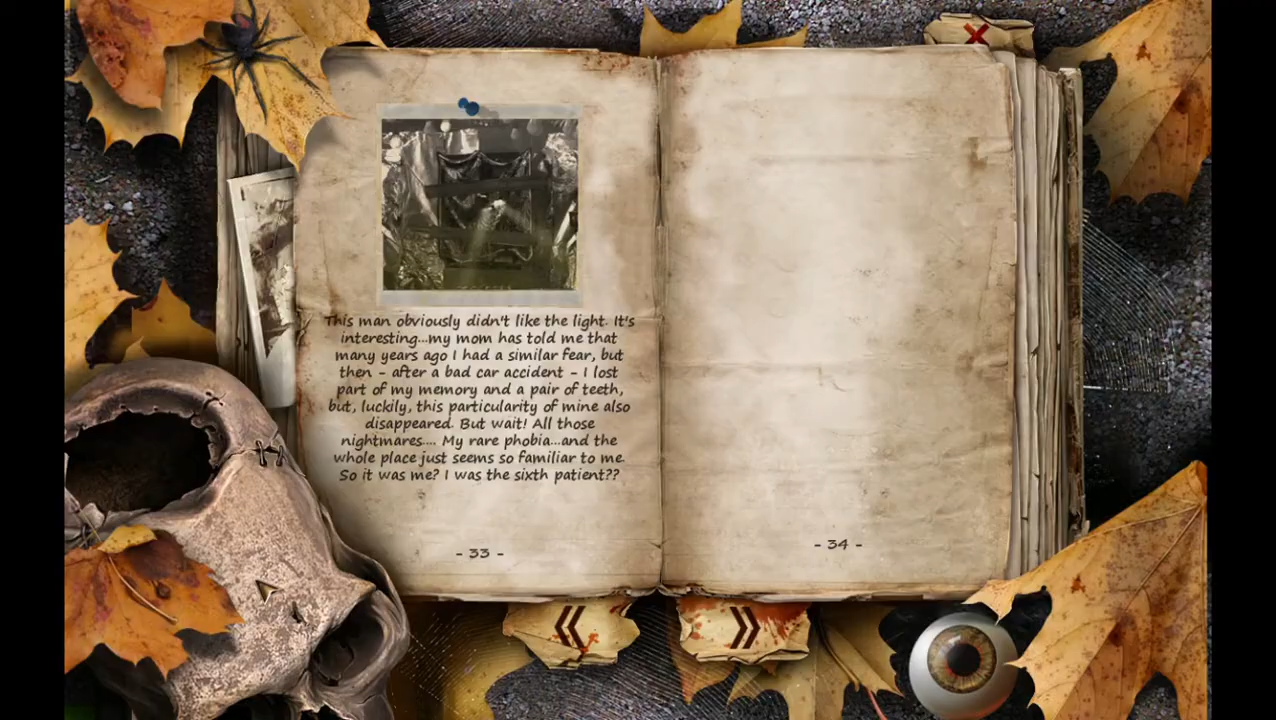 This man obviously didn't like the light. It's
interesting...my mom has told me that
many years ago I had a similar fear, but
then - after a bad car accident - I lost
part of my memory and a pair of teeth,
but, luckily, this particularity of mine also
disappeared. But wait! All those
nightmares.... My rare phobia...and the
whole place just seems so familiar to me.
So it was me? I was the sixth patient??
- 33 -
- 34 -